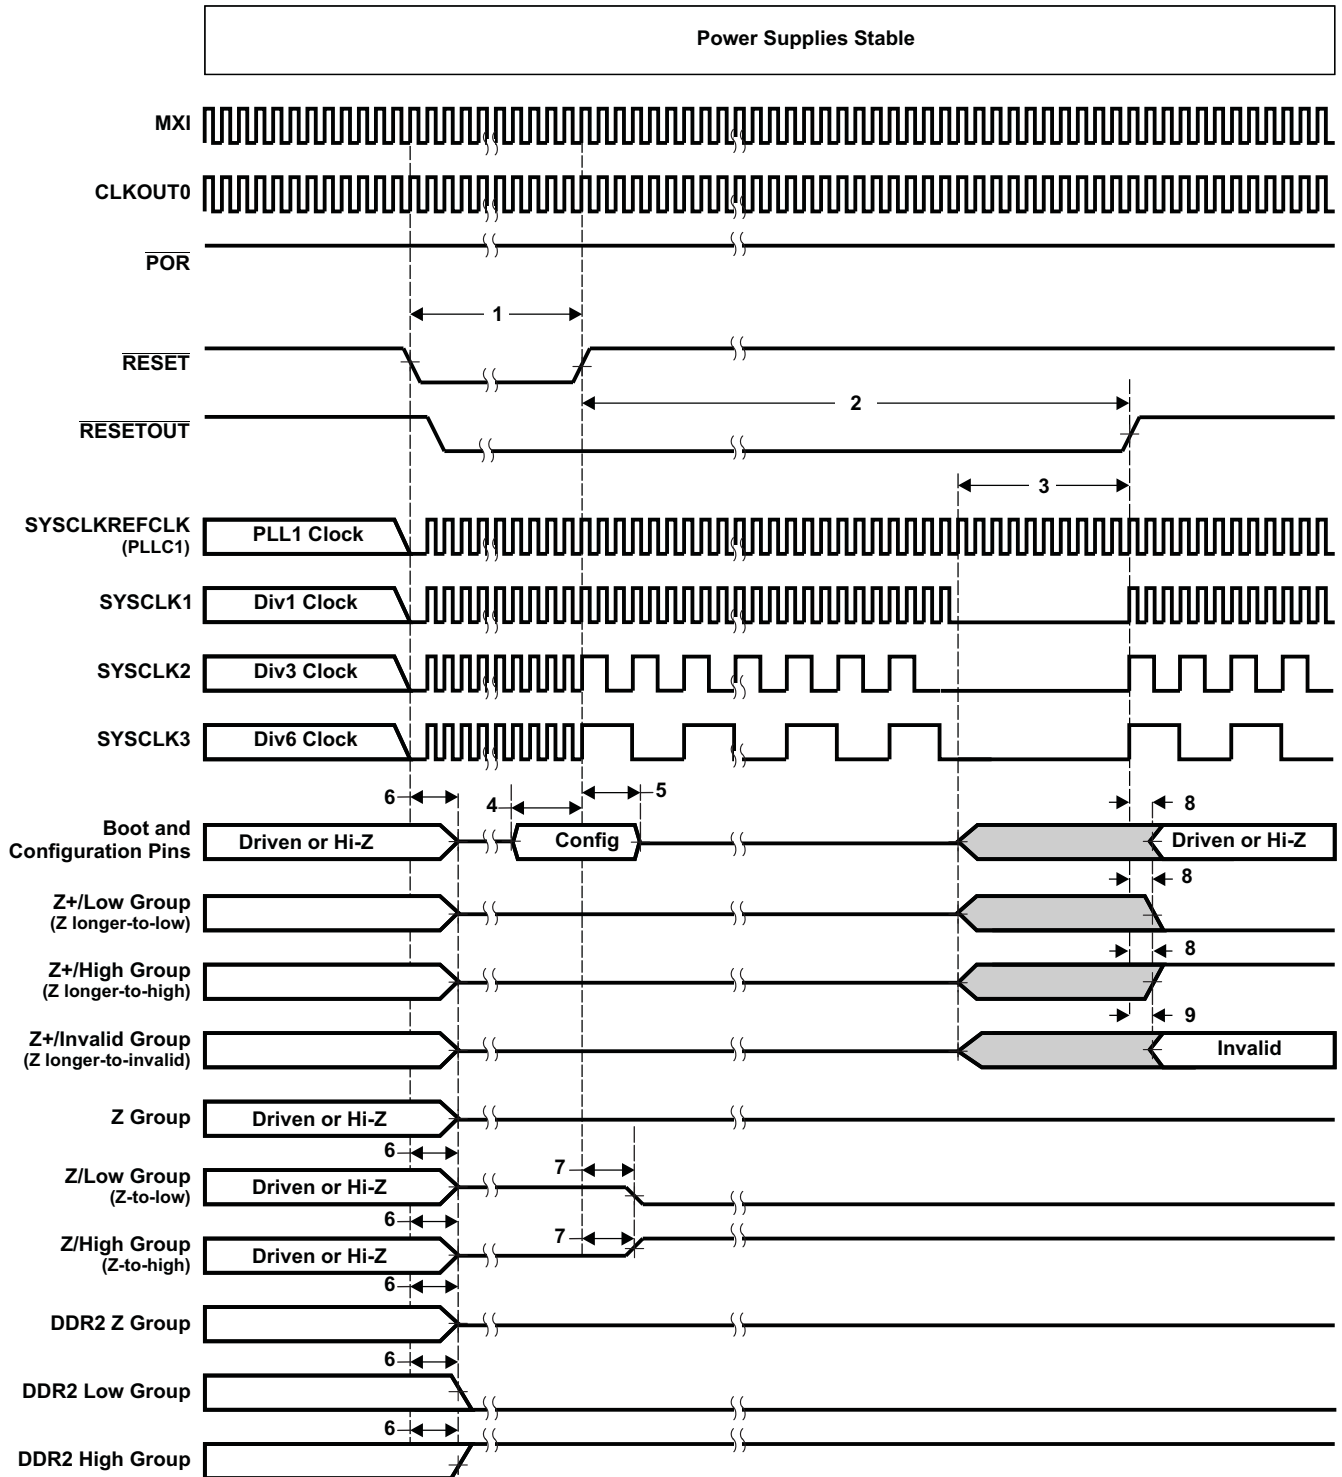 Power Supplies Stable
MXI
CLKOUT0
POR
1
RESET
2
RESETOUT
3
SYSCLKREFCLK
(PLLC1)
PLL1 Clock
SYSCLK1
Div1 Clock
SYSCLK2
Div3 Clock
SYSCLK3
Div6 Clock
6
4
5
8
Boot and
Configuration Pins
Driven or Hi-Z
Config
Driven or Hi-Z
8
Z+/Low Group
(Z longer-to-low)
8
Z+/High Group
(Z longer-to-high)
9
Z+/Invalid Group
(Z longer-to-invalid)
Invalid
Z Group
Driven or Hi-Z
6
7
Z/Low Group
(Z-to-low)
Driven or Hi-Z
6
7
Z/High Group
(Z-to-high)
Driven or Hi-Z
6
DDR2 Z Group
6
DDR2 Low Group
6
DDR2 High Group